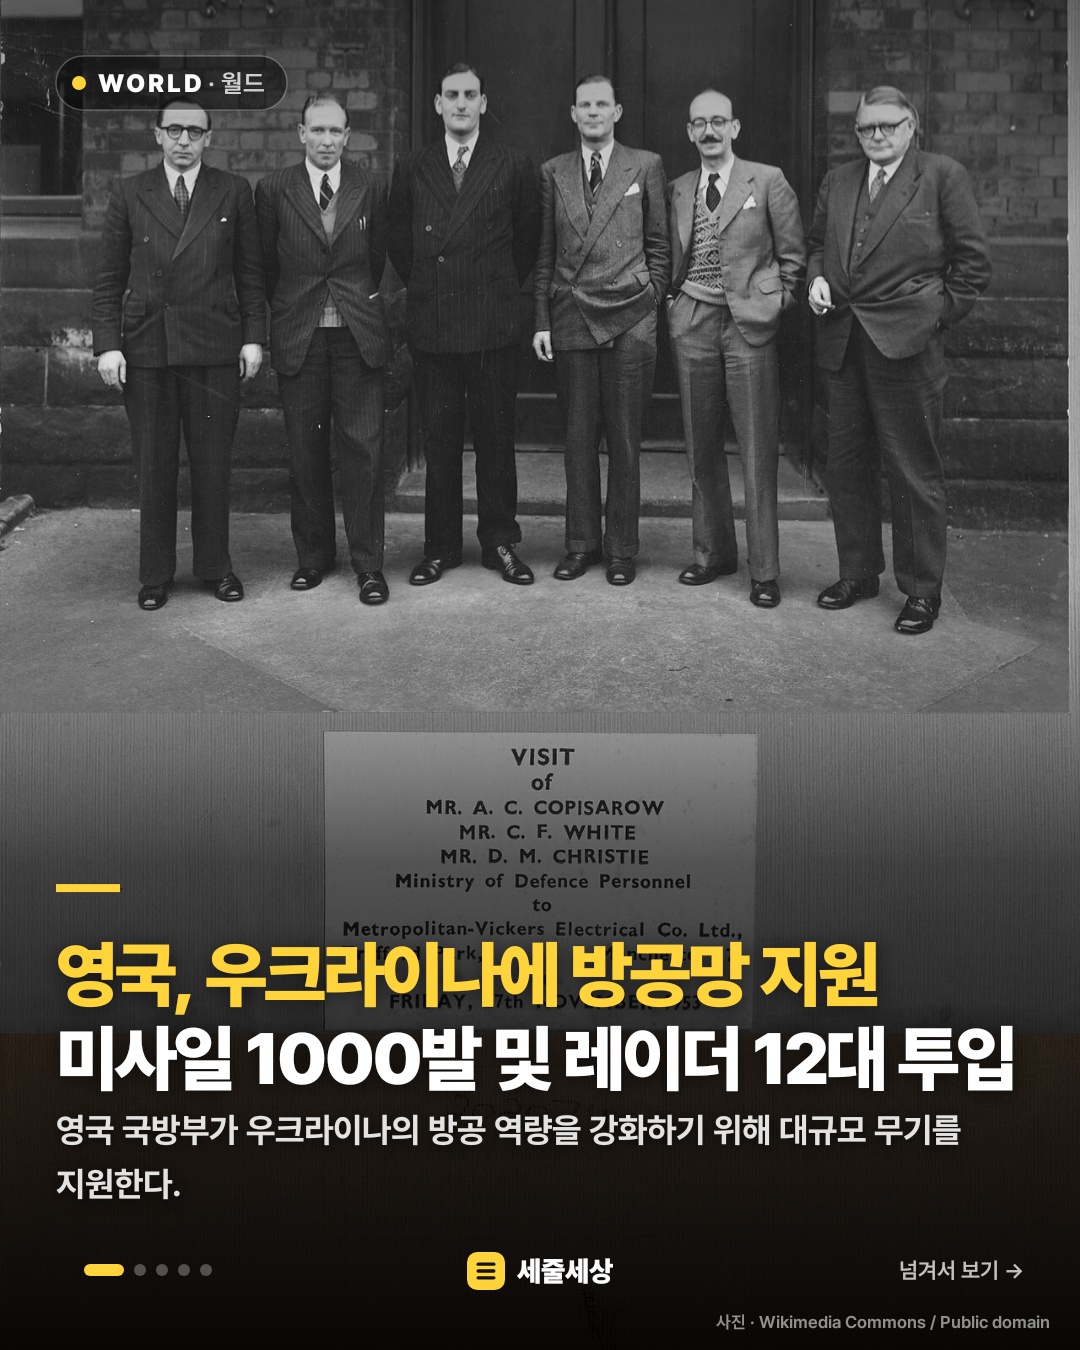 WORLD · 월드
VISIT
of
MR. A. C. COPISAROW
MR. C. F. WHITE
MR. D. M. CHRISTIE
Ministry of Defence Personnel
to
Metropolitan-Vickers Electrical Co. Ltd.,
영국, 우크라이나에 방공망 지원
FRIDAY, 7th NOVEMBER 1953
미사일 1000발 및 레이더 12대 투입
영국 국방부가 우크라이나의 방공 역량을 강화하기 위해 대규모 무기를
지원한다.
세줄세상
넘겨서 보기 →
사진 · Wikimedia Commons / Public domain